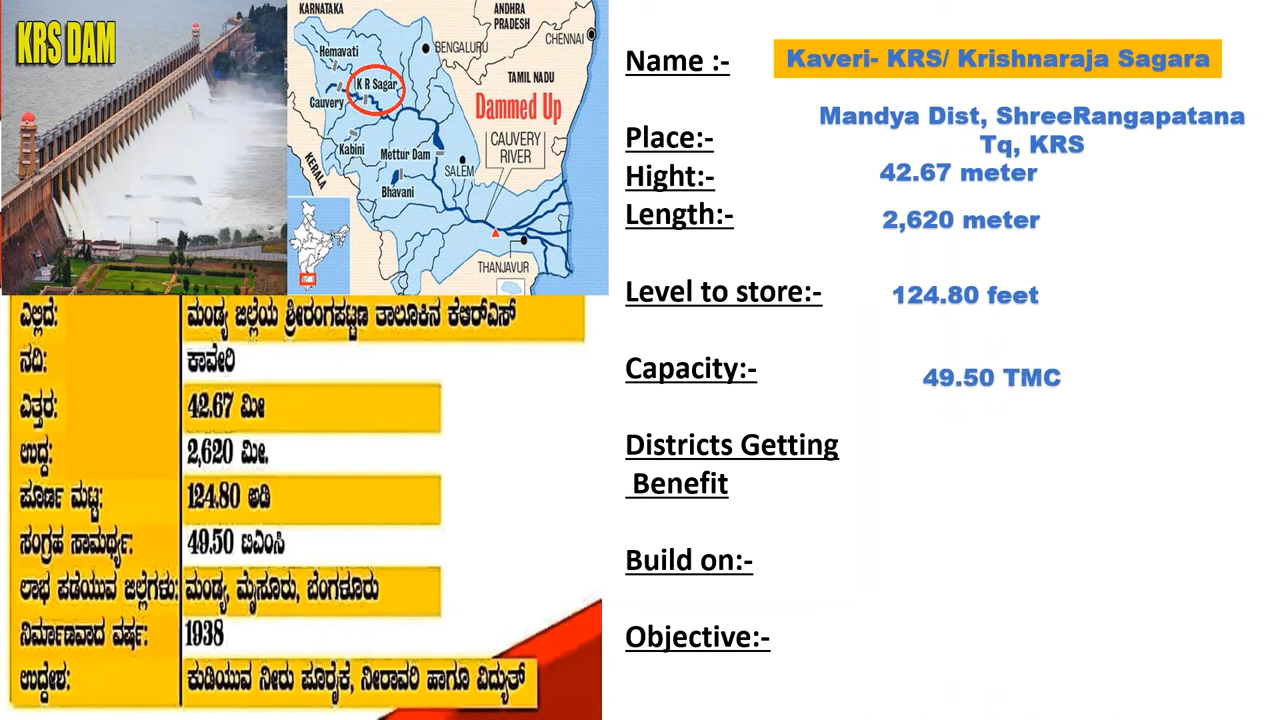 KRS DAM
KARNATAKA
ANDHRA
PRADESH
CHENNAI
Hemavati
BENGALURU
K R Sagar
TAMIL NADU
Cauvery
Dammed Up
CAUVERY
RIVER
Kabini
Mettur Dam
SALEM
KERALA
Bhavani
THANJAVUR
ಎಲ್ಲಿದೆ: ಮಂಡ್ಯ ಜಿಲ್ಲೆಯ ಶ್ರೀರಂಗಪಟ್ಟಣ ತಾಲೂಕಿನ ಕೆಆರ್‌ಎಸ್
ನದಿ: ಕಾವೇರಿ
ಎತ್ತರ: 42.67 ಮೀ
ಉದ್ದ: 2,620 ಮೀ.
ಪೂರ್ಣ ಮಟ್ಟ: 124.80 ಅಡಿ
ಸಂಗ್ರಹ ಸಾಮರ್ಥ್ಯ: 49.50 ಟಿಎಂಸಿ
ಲಾಭ ಪಡೆಯುವ ಜಿಲ್ಲೆಗಳು: ಮಂಡ್ಯ, ಮೈಸೂರು, ಬೆಂಗಳೂರು
ನಿರ್ಮಾಣವಾದ ವರ್ಷ: 1938
ಉದ್ದೇಶ: ಕುಡಿಯುವ ನೀರು ಪೂರೈಕೆ, ನೀರಾವರಿ ಹಾಗೂ ವಿದ್ಯುತ್
Name :- Kaveri- KRS/ Krishnaraja Sagara
Place:- Mandya Dist, ShreeRangapatana
Tq, KRS
Hight:- 42.67 meter
Length:- 2,620 meter
Level to store:- 124.80 feet
Capacity:- 49.50 TMC
Districts Getting
Benefit
Build on:-
Objective:-